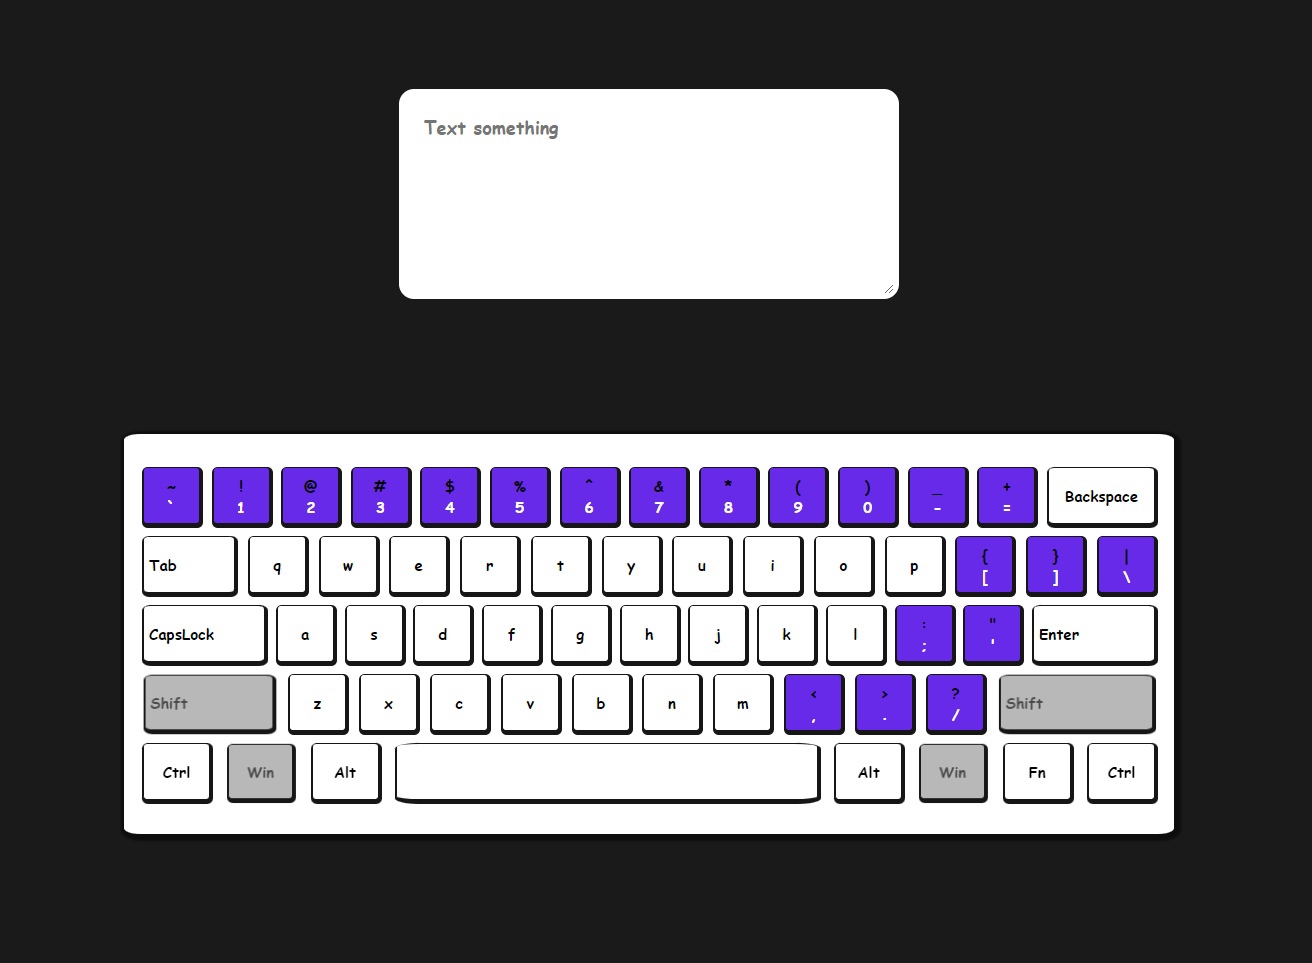 Text something
~ ! @ # $ % ^ & * ( ) _ +
` 1 2 3 4 5 6 7 8 9 0 - = Backspace
{ } |
Tab q w e r t y u i o p [ ] \
: "
CapsLock a s d f g h j k l ; ' Enter
< > ?
Shift z x c v b n m , . / Shift
Ctrl Win Alt Alt Win Fn Ctrl